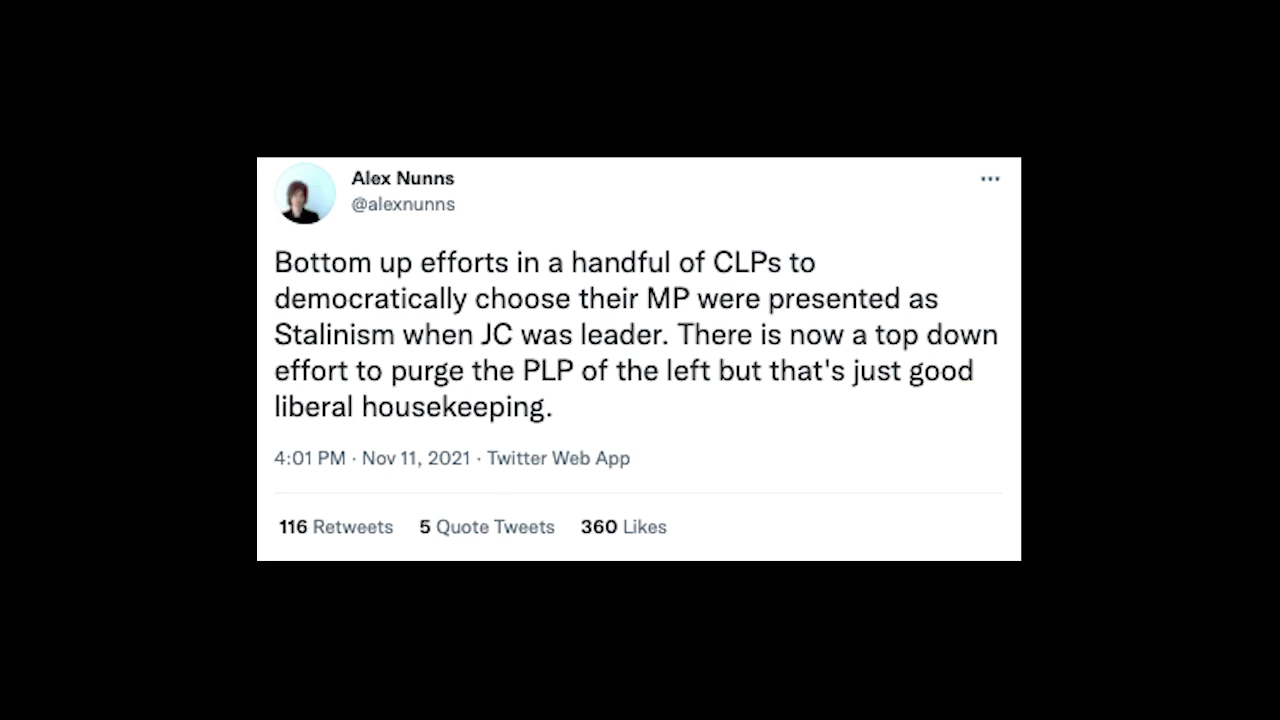 Alex Nunns
@alexnunns
Bottom up efforts in a handful of CLPs to
democratically choose their MP were presented as
Stalinism when JC was leader. There is now a top down
effort to purge the PLP of the left but that's just good
liberal housekeeping.
4:01 PM · Nov 11, 2021 · Twitter Web App
116 Retweets 5 Quote Tweets 360 Likes